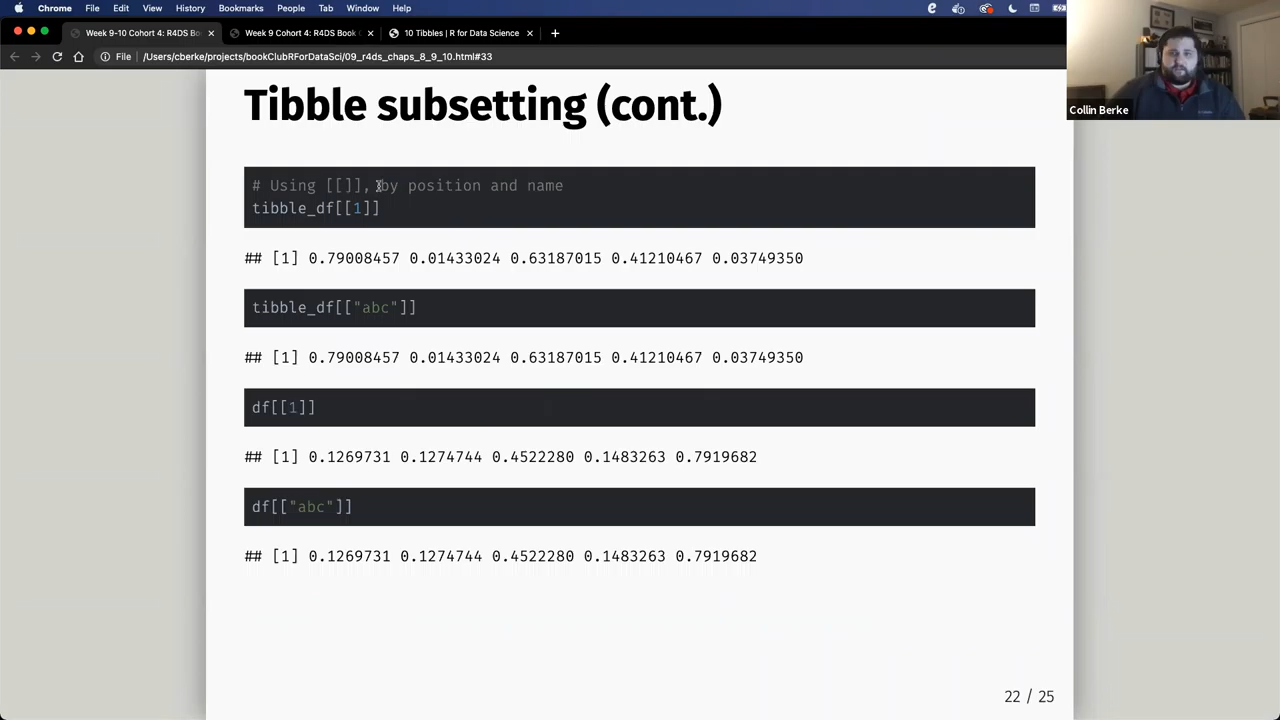 Chrome File Edit View History Bookmarks People Tab Window Help
Week 9-10 Cohort 4: R4DS Bo
Week 9 Cohort 4: R4DS Book
10 Tibbles | R for Data Science
File /Users/cberke/projects/bookClubRForDataSci/09_r4ds_chaps_8_9_10.html#33
Collin Berke
Tibble subsetting (cont.)
# Using [[]], by position and name
tibble_df[[1]]
## [1] 0.79008457 0.01433024 0.63187015 0.41210467 0.03749350
tibble_df[["abc"]]
## [1] 0.79008457 0.01433024 0.63187015 0.41210467 0.03749350
df[[1]]
## [1] 0.1269731 0.1274744 0.4522280 0.1483263 0.7919682
df[["abc"]]
## [1] 0.1269731 0.1274744 0.4522280 0.1483263 0.7919682
22 / 25